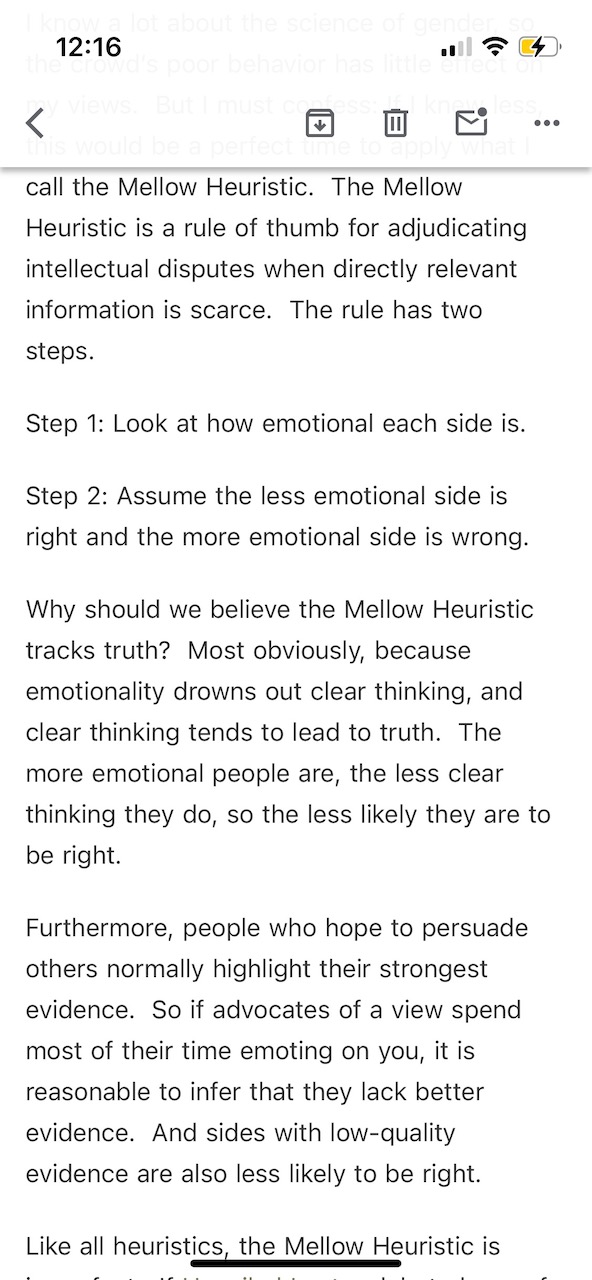 I know a lot about the science of gender, so
12:16
the crowd's poor behavior has little effect on
my views.  But I must confess: If I knew less,
this would be a perfect time to apply what I
call the Mellow Heuristic.  The Mellow
Heuristic is a rule of thumb for adjudicating
intellectual disputes when directly relevant
information is scarce.  The rule has two
steps.
Step 1: Look at how emotional each side is.
Step 2: Assume the less emotional side is
right and the more emotional side is wrong.
Why should we believe the Mellow Heuristic
tracks truth?  Most obviously, because
emotionality drowns out clear thinking, and
clear thinking tends to lead to truth.  The
more emotional people are, the less clear
thinking they do, so the less likely they are to
be right.
Furthermore, people who hope to persuade
others normally highlight their strongest
evidence.  So if advocates of a view spend
most of their time emoting on you, it is
reasonable to infer that they lack better
evidence.  And sides with low-quality
evidence are also less likely to be right.
Like all heuristics, the Mellow Heuristic is